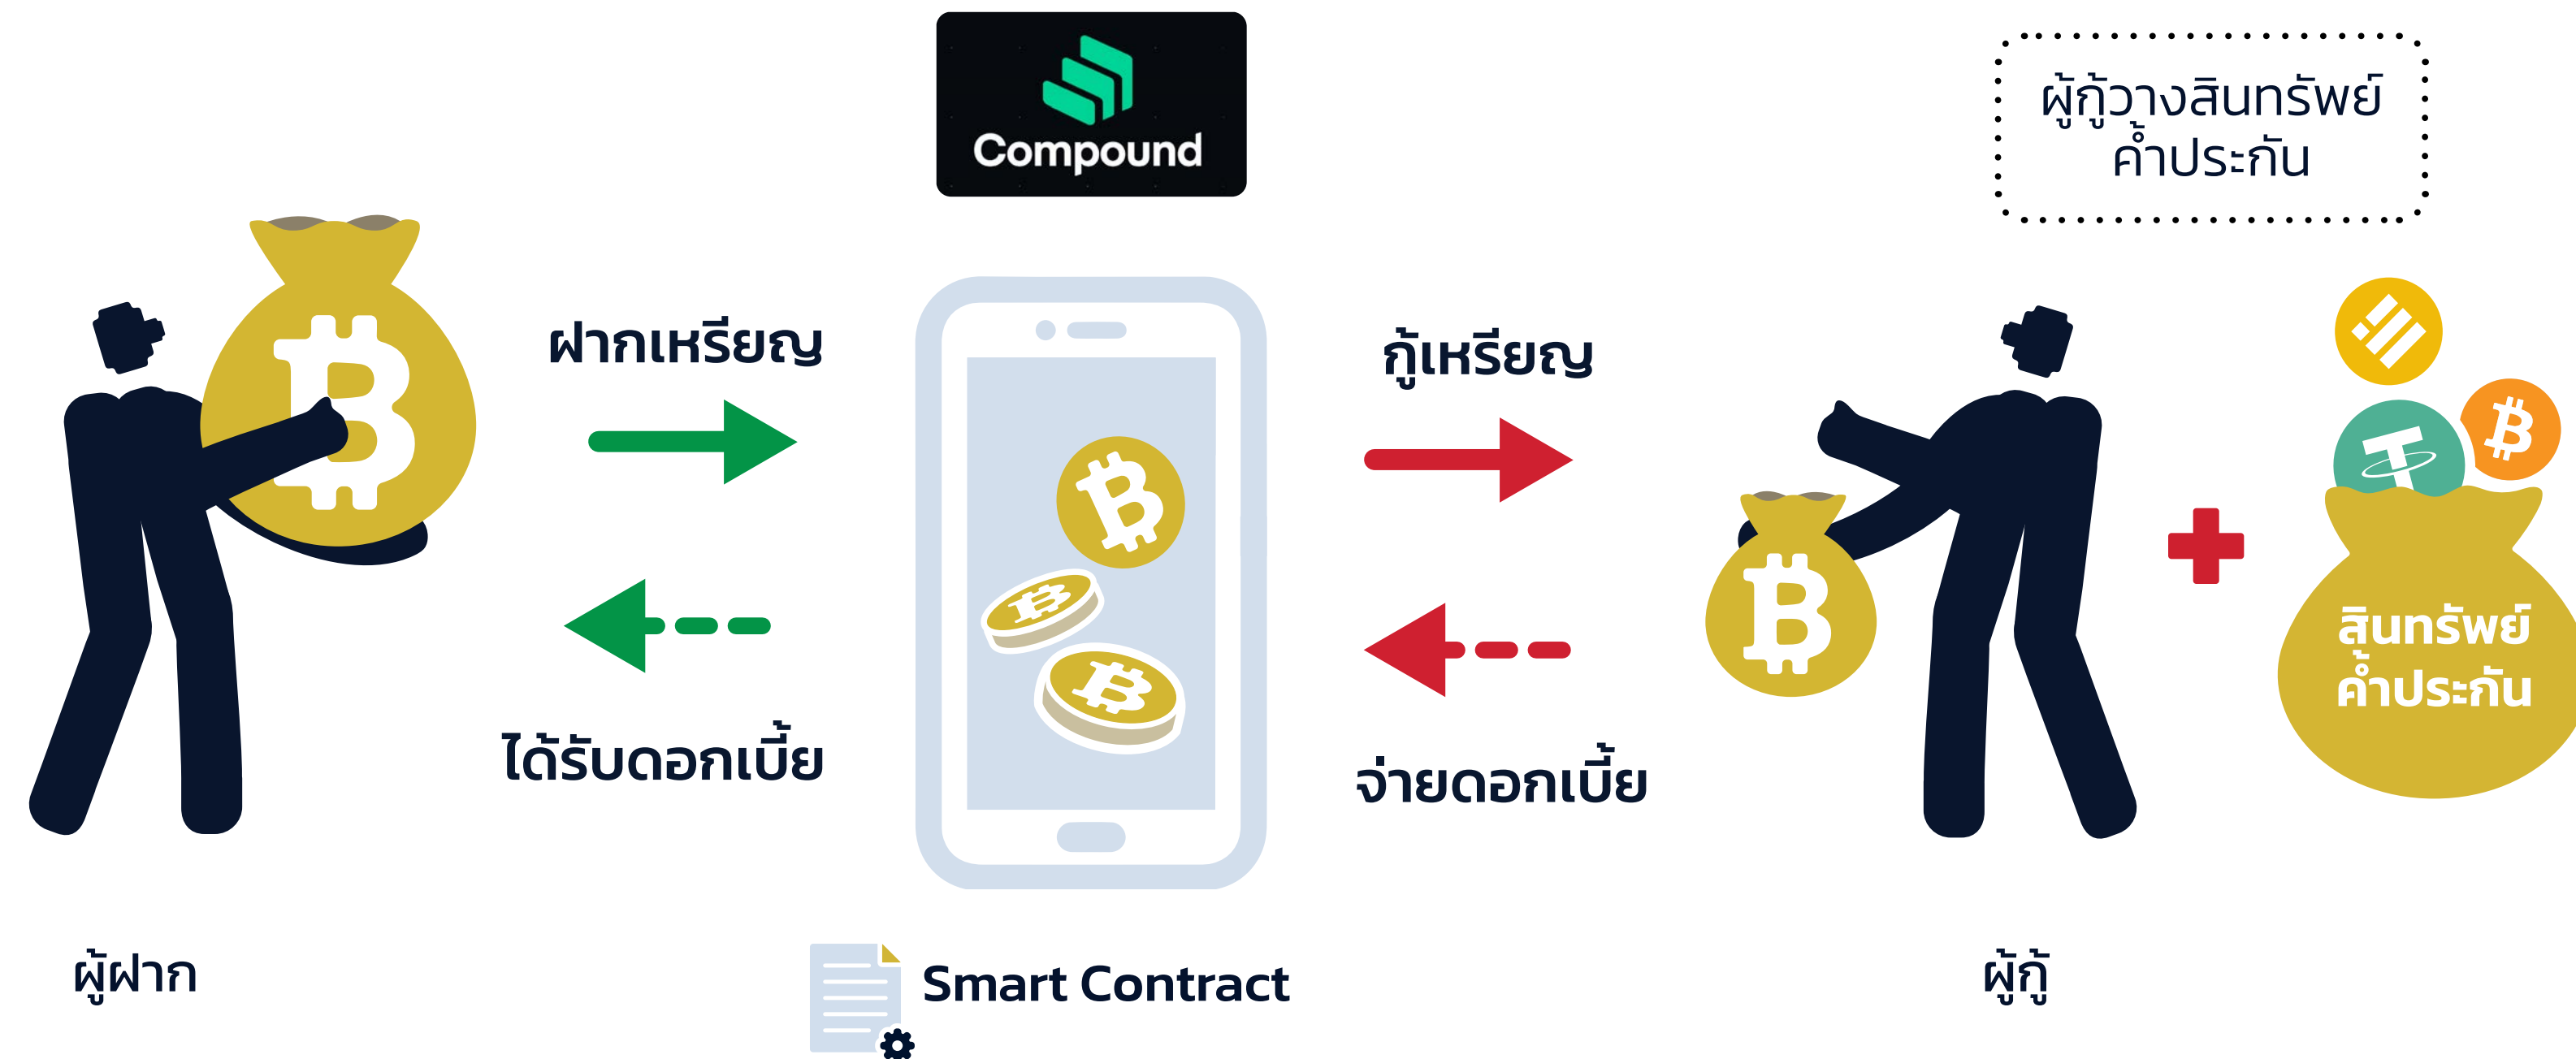 Compound
ผู้กู้วางสินทรัพย์
ค้ำประกัน
ฝากเหรียญ
กู้เหรียญ
ได้รับดอกเบี้ย
จ่ายดอกเบี้ย
สินทรัพย์
ค้ำประกัน
ผู้ฝาก
Smart Contract
ผู้กู้